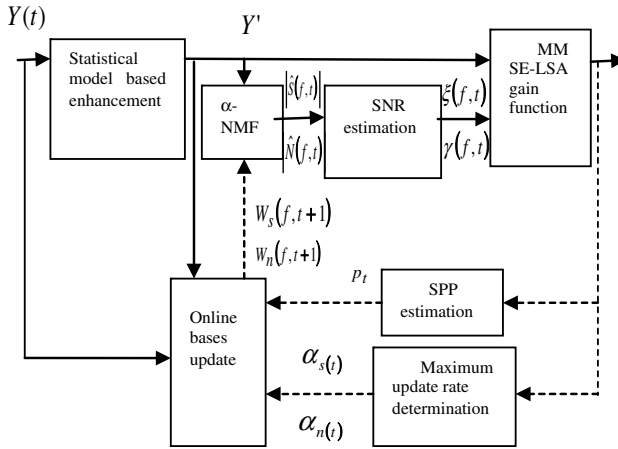 Y(t)
Y'
Statistical
model based
enhancement
α-
NMF
|Ŝ(f,t)|
|N̂(f,t)|
SNR
estimation
ξ(f,t)
γ(f,t)
MM
SE-LSA
gain
function
W_s(f,t+1)
W_n(f,t+1)
p_t
SPP
estimation
Online
bases
update
α_s(t)
α_n(t)
Maximum
update rate
determination